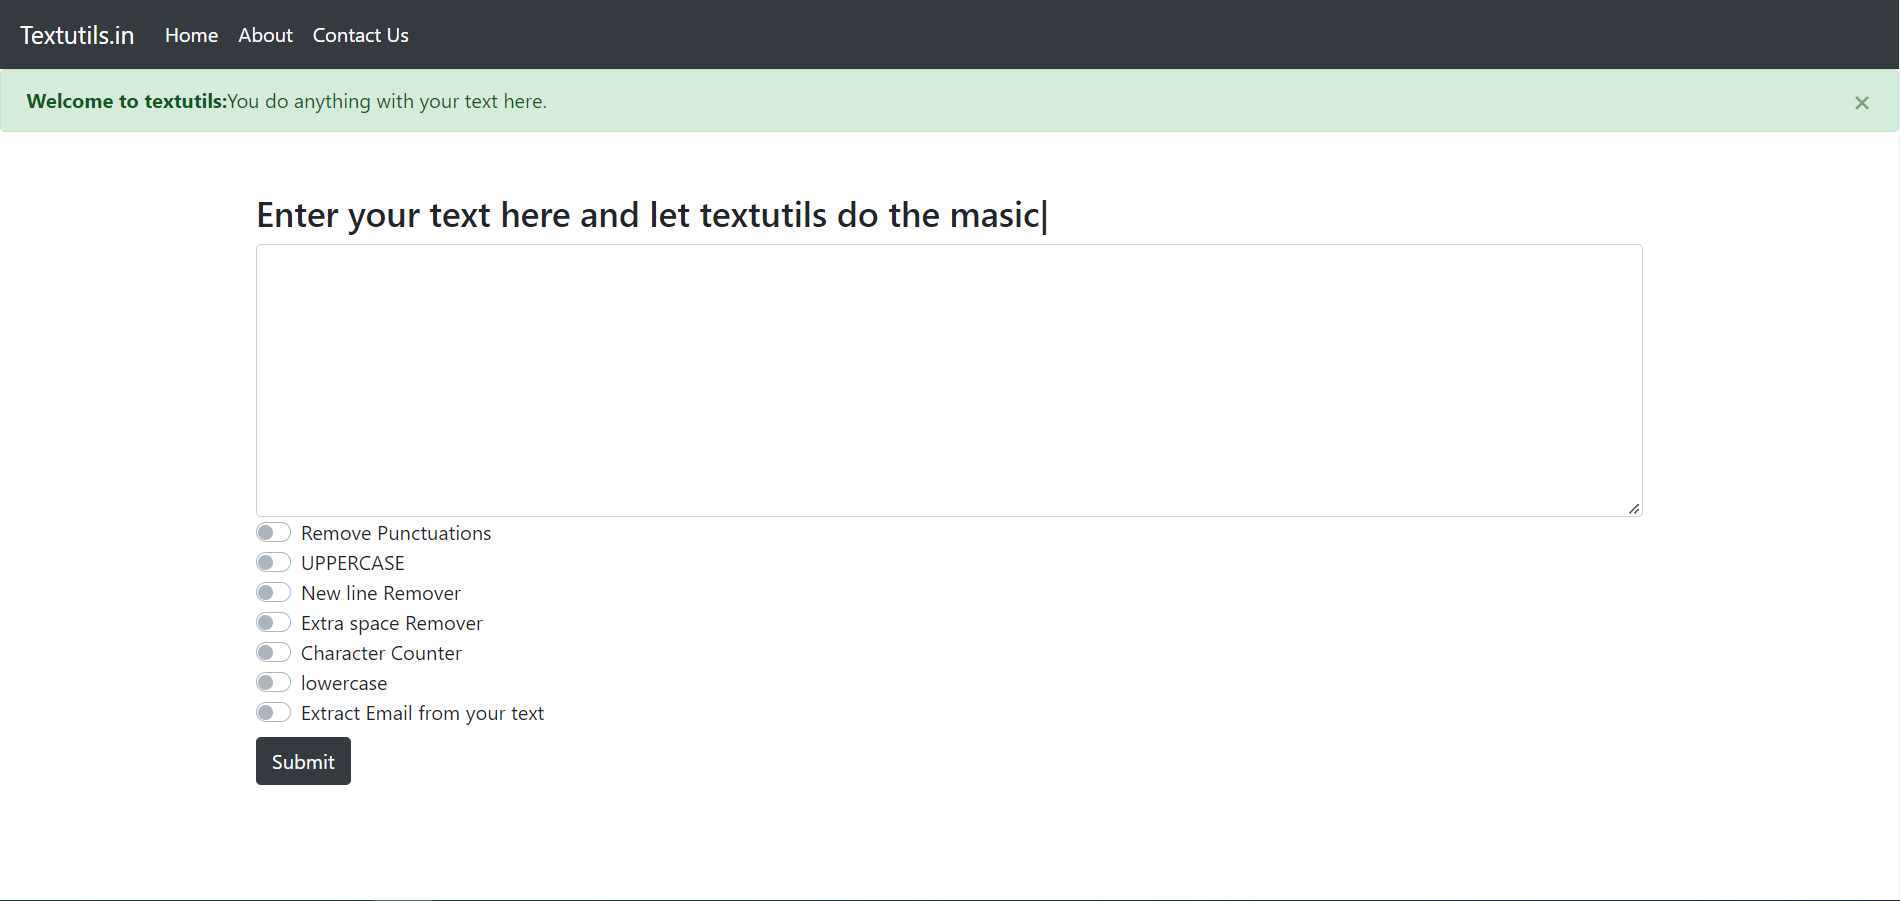 Textutils.in Home About Contact Us
Welcome to textutils:You do anything with your text here.
×
Enter your text here and let textutils do the masic|
Remove Punctuations
UPPERCASE
New line Remover
Extra space Remover
Character Counter
lowercase
Extract Email from your text
Submit